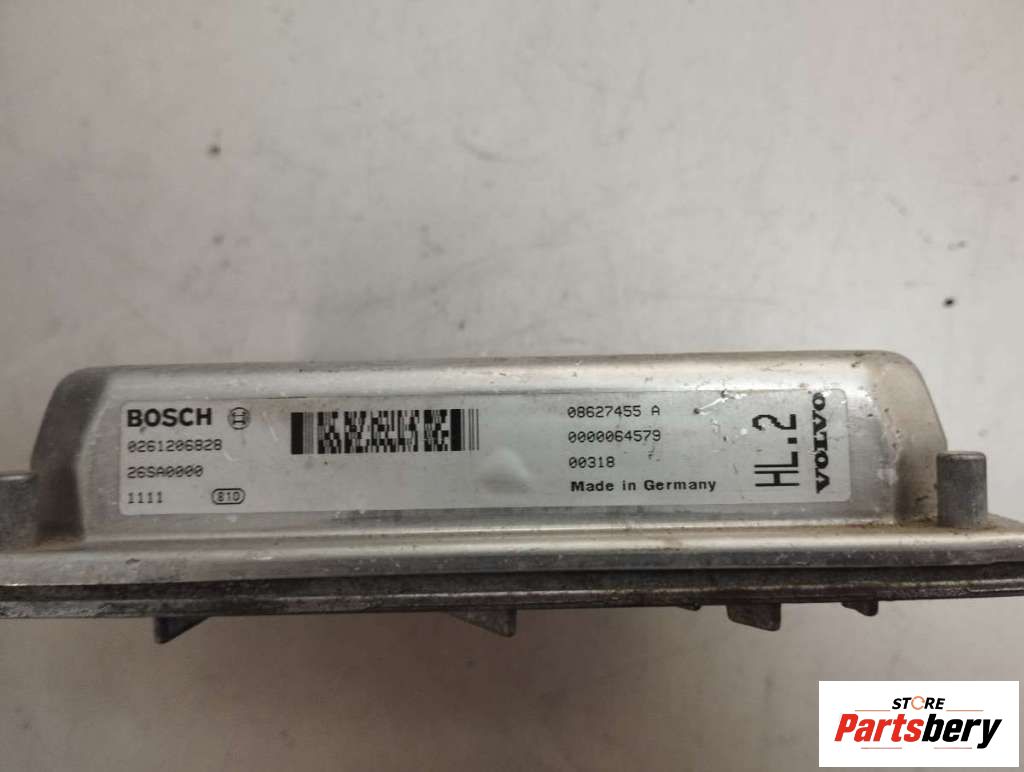 BOSCH
0261206828
26SA0000
1111 810
08627455 A
0000064579
00318
Made in Germany
HL.2
VOLVO
STORE
Partsbery